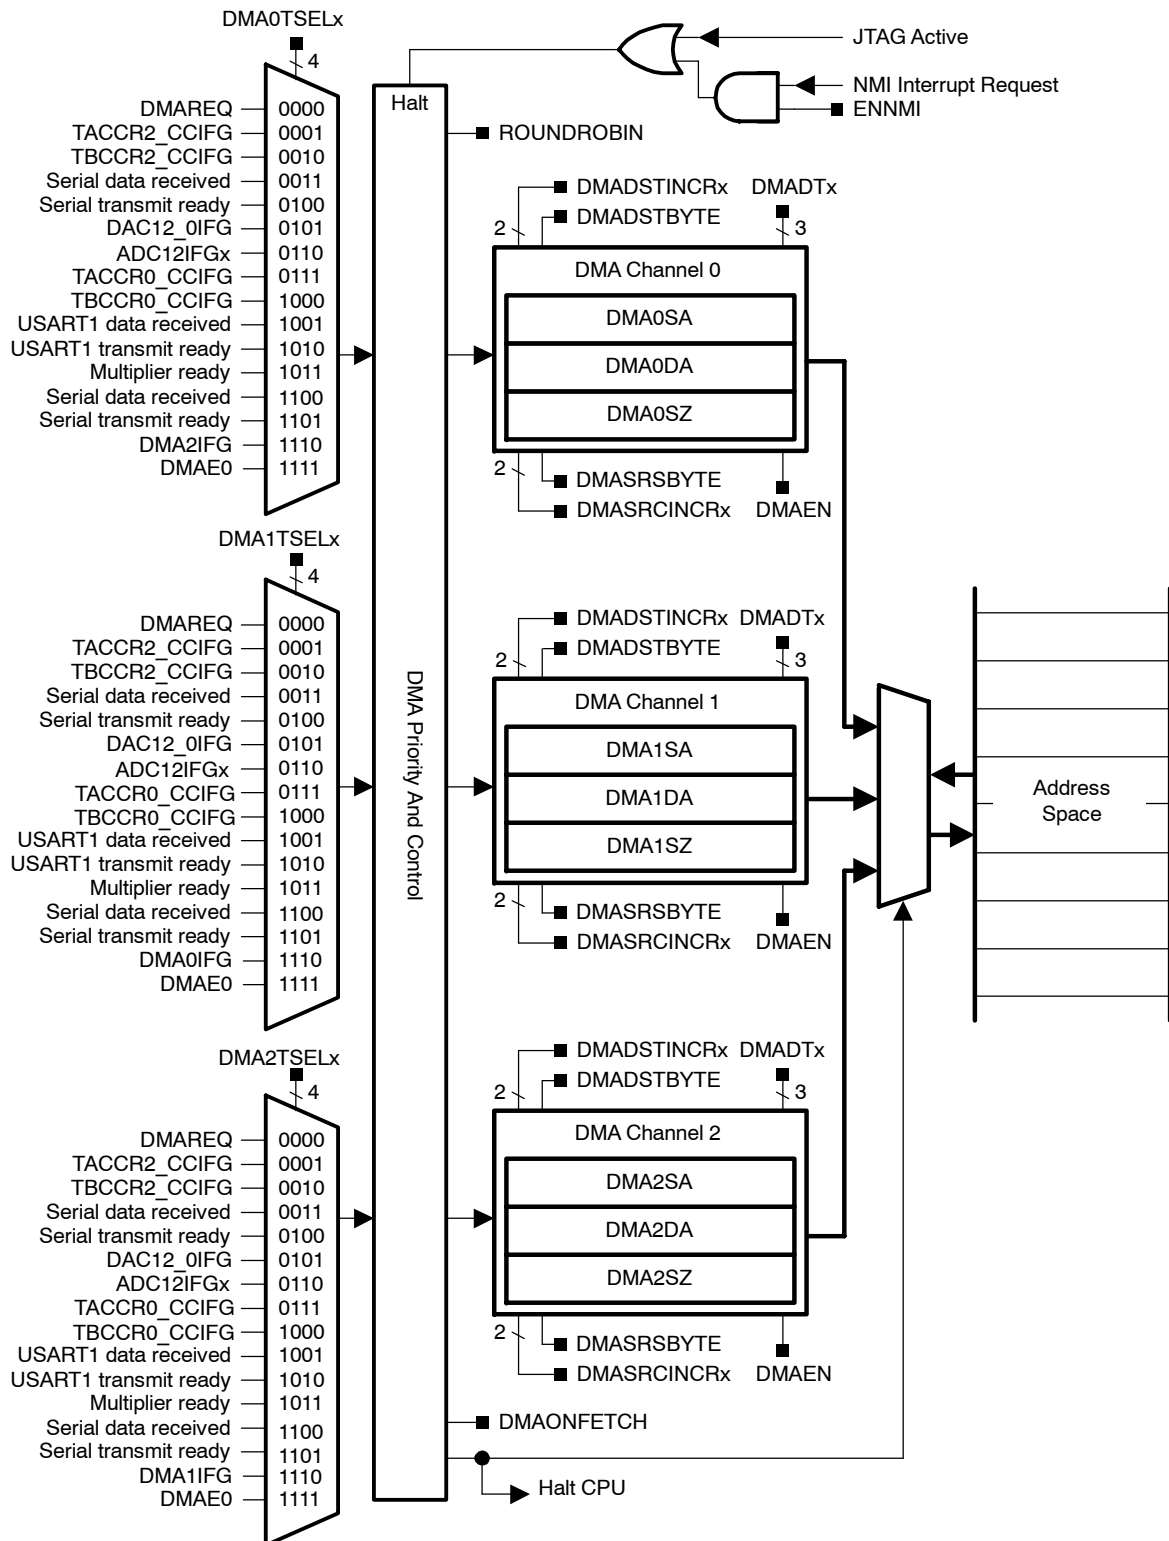 DMA0TSELx
4
JTAG Active
NMI Interrupt Request
ENNMI
Halt
ROUNDROBIN
DMAREQ 0000
TACCR2_CCIFG 0001
TBCCR2_CCIFG 0010
Serial data received 0011
Serial transmit ready 0100
DAC12_0IFG 0101
ADC12IFGx 0110
TACCR0_CCIFG 0111
TBCCR0_CCIFG 1000
USART1 data received 1001
USART1 transmit ready 1010
Multiplier ready 1011
Serial data received 1100
Serial transmit ready 1101
DMA2IFG 1110
DMAE0 1111
DMADSTINCRx DMADTx
DMADSTBYTE
2 3
DMA Channel 0
DMA0SA
DMA0DA
DMA0SZ
2
DMASRSBYTE
DMASRCINCRx DMAEN
DMA1TSELx
4
DMAREQ 0000
TACCR2_CCIFG 0001
TBCCR2_CCIFG 0010
Serial data received 0011
Serial transmit ready 0100
DAC12_0IFG 0101
ADC12IFGx 0110
TACCR0_CCIFG 0111
TBCCR0_CCIFG 1000
USART1 data received 1001
USART1 transmit ready 1010
Multiplier ready 1011
Serial data received 1100
Serial transmit ready 1101
DMA0IFG 1110
DMAE0 1111
DMA Priority And Control
DMADSTINCRx DMADTx
DMADSTBYTE
2 3
DMA Channel 1
DMA1SA
DMA1DA
DMA1SZ
2
DMASRSBYTE
DMASRCINCRx DMAEN
Address
Space
DMA2TSELx
4
DMAREQ 0000
TACCR2_CCIFG 0001
TBCCR2_CCIFG 0010
Serial data received 0011
Serial transmit ready 0100
DAC12_0IFG 0101
ADC12IFGx 0110
TACCR0_CCIFG 0111
TBCCR0_CCIFG 1000
USART1 data received 1001
USART1 transmit ready 1010
Multiplier ready 1011
Serial data received 1100
Serial transmit ready 1101
DMA1IFG 1110
DMAE0 1111
DMADSTINCRx DMADTx
DMADSTBYTE
2 3
DMA Channel 2
DMA2SA
DMA2DA
DMA2SZ
2
DMASRSBYTE
DMASRCINCRx DMAEN
DMAONFETCH
Halt CPU